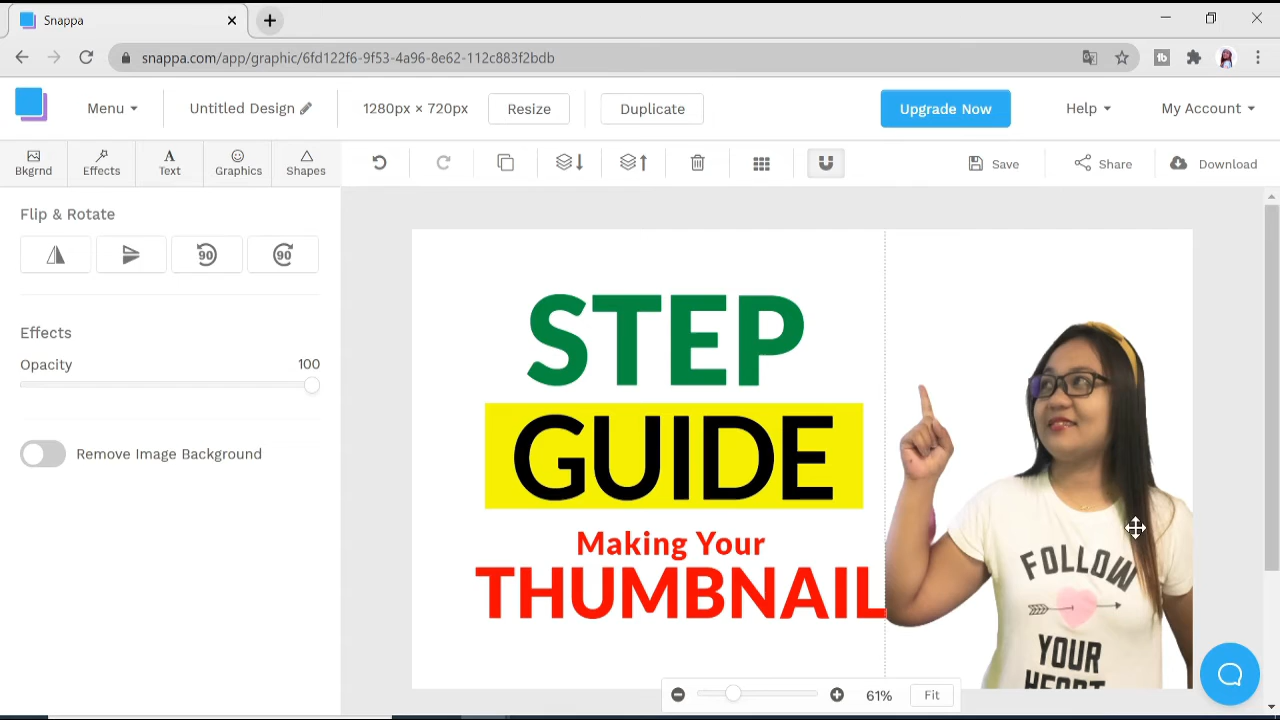 Snappa
snappa.com/app/graphic/6fd122f6-9f53-4a96-8e62-112c883f2bdb
Menu
Untitled Design
1280px × 720px
Resize
Duplicate
Upgrade Now
Help
My Account
Bkgrnd
Effects
Text
Graphics
Shapes
Save
Share
Download
Flip & Rotate
90
90
Effects
Opacity
100
Remove Image Background
STEP
GUIDE
Making Your
THUMBNAIL
FOLLOW
YOUR
HEART
61%
Fit